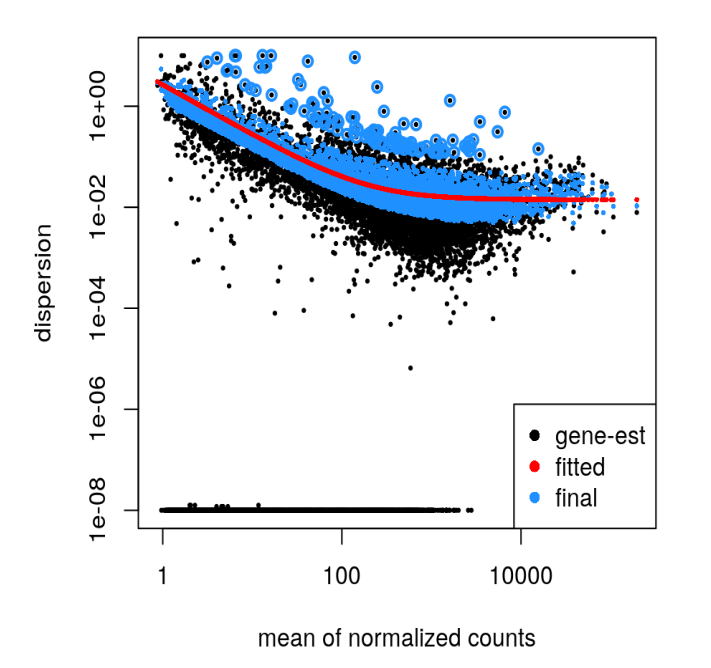 dispersion
1e+00
1e-02
1e-04
1e-06
1e-08
gene-est
fitted
final
1
100
10000
mean of normalized counts